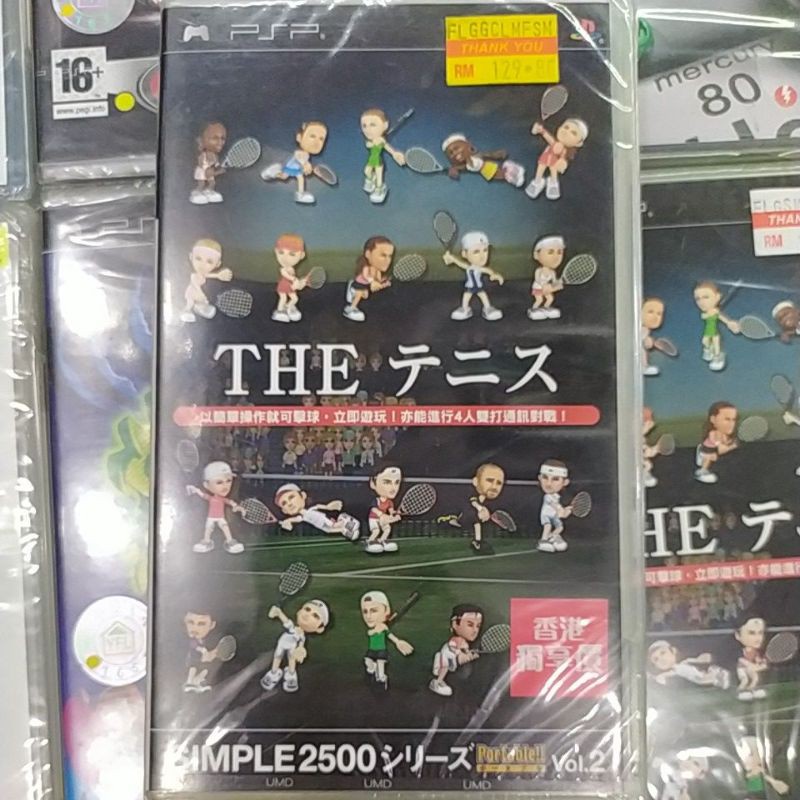 PSP
FLGGCLMFSM
THANK YOU
RM 129.80
16+
www.pegi.info
mercury
80
THE テニス
以簡單操作就可擊球，立即遊玩！亦能進行4人雙打通訊對戰！
香港
獨享價
SIMPLE2500シリーズ Portable!! Vol.2
UMD UMD UMD
RM
HE テニ
可擊球，立即遊玩！亦能進